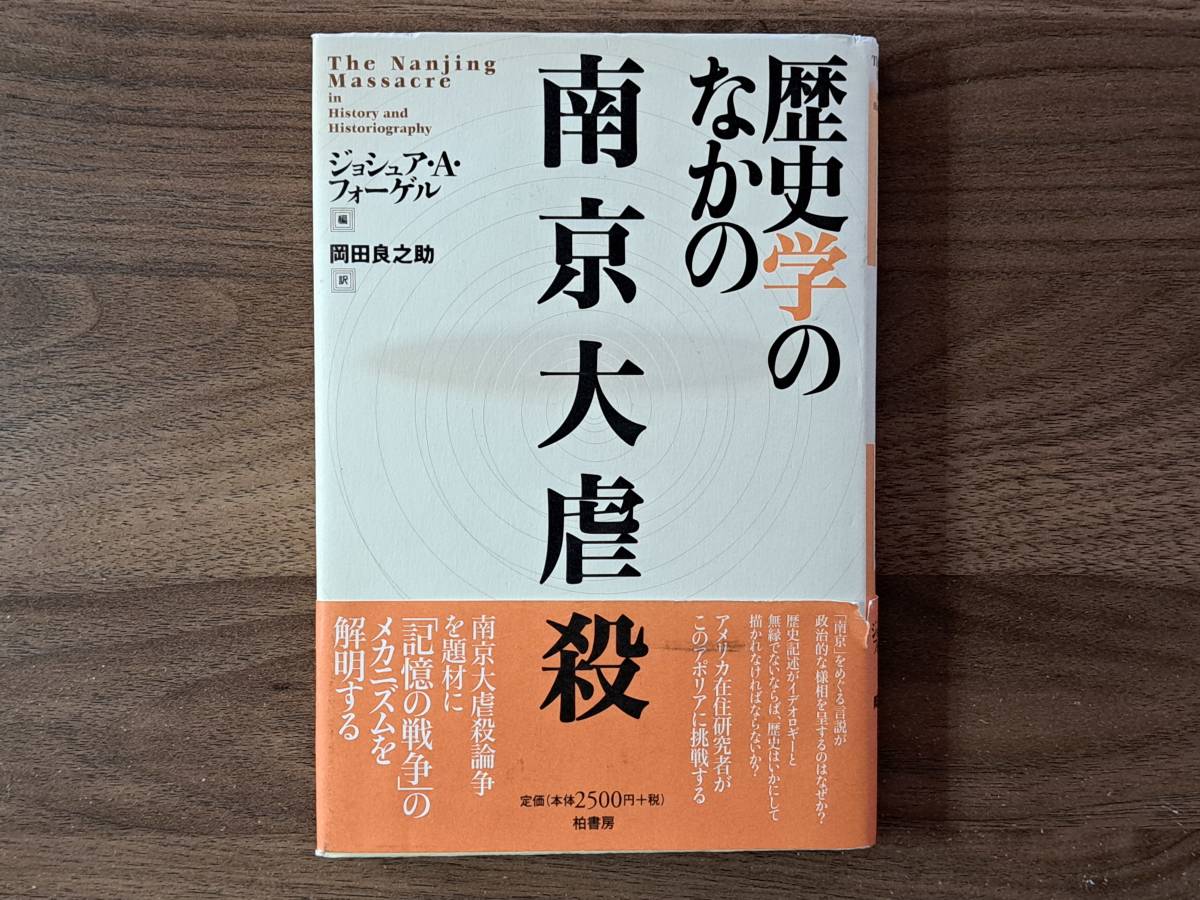 歴史学の
なかの
南京大虐殺
The Nanjing
Massacre
in
History and
Historiography
ジョシュア・A・
フォーゲル
編
岡田良之助
訳
「南京」をめぐる言説が
政治的な様相を呈するのはなぜか?
歴史記述がイデオロギーと
無縁でないならば、歴史はいかにして
描かれなければならないか?
アメリカ在住研究者が
このアポリアに挑戦する
南京大虐殺論争
を題材に
「記憶の戦争」の
メカニズムを
解明する
定価(本体2500円+税)
柏書房